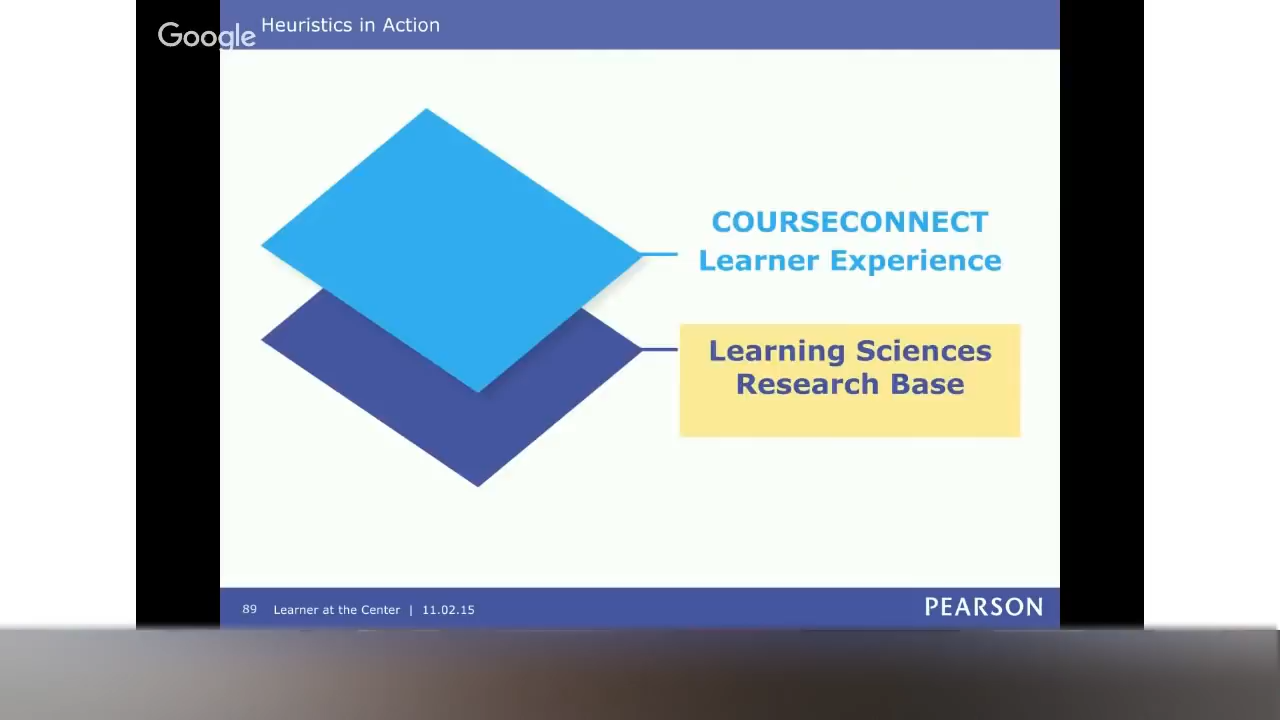 Google
Heuristics in Action
COURSECONNECT
Learner Experience
Learning Sciences
Research Base
89 Learner at the Center | 11.02.15
PEARSON